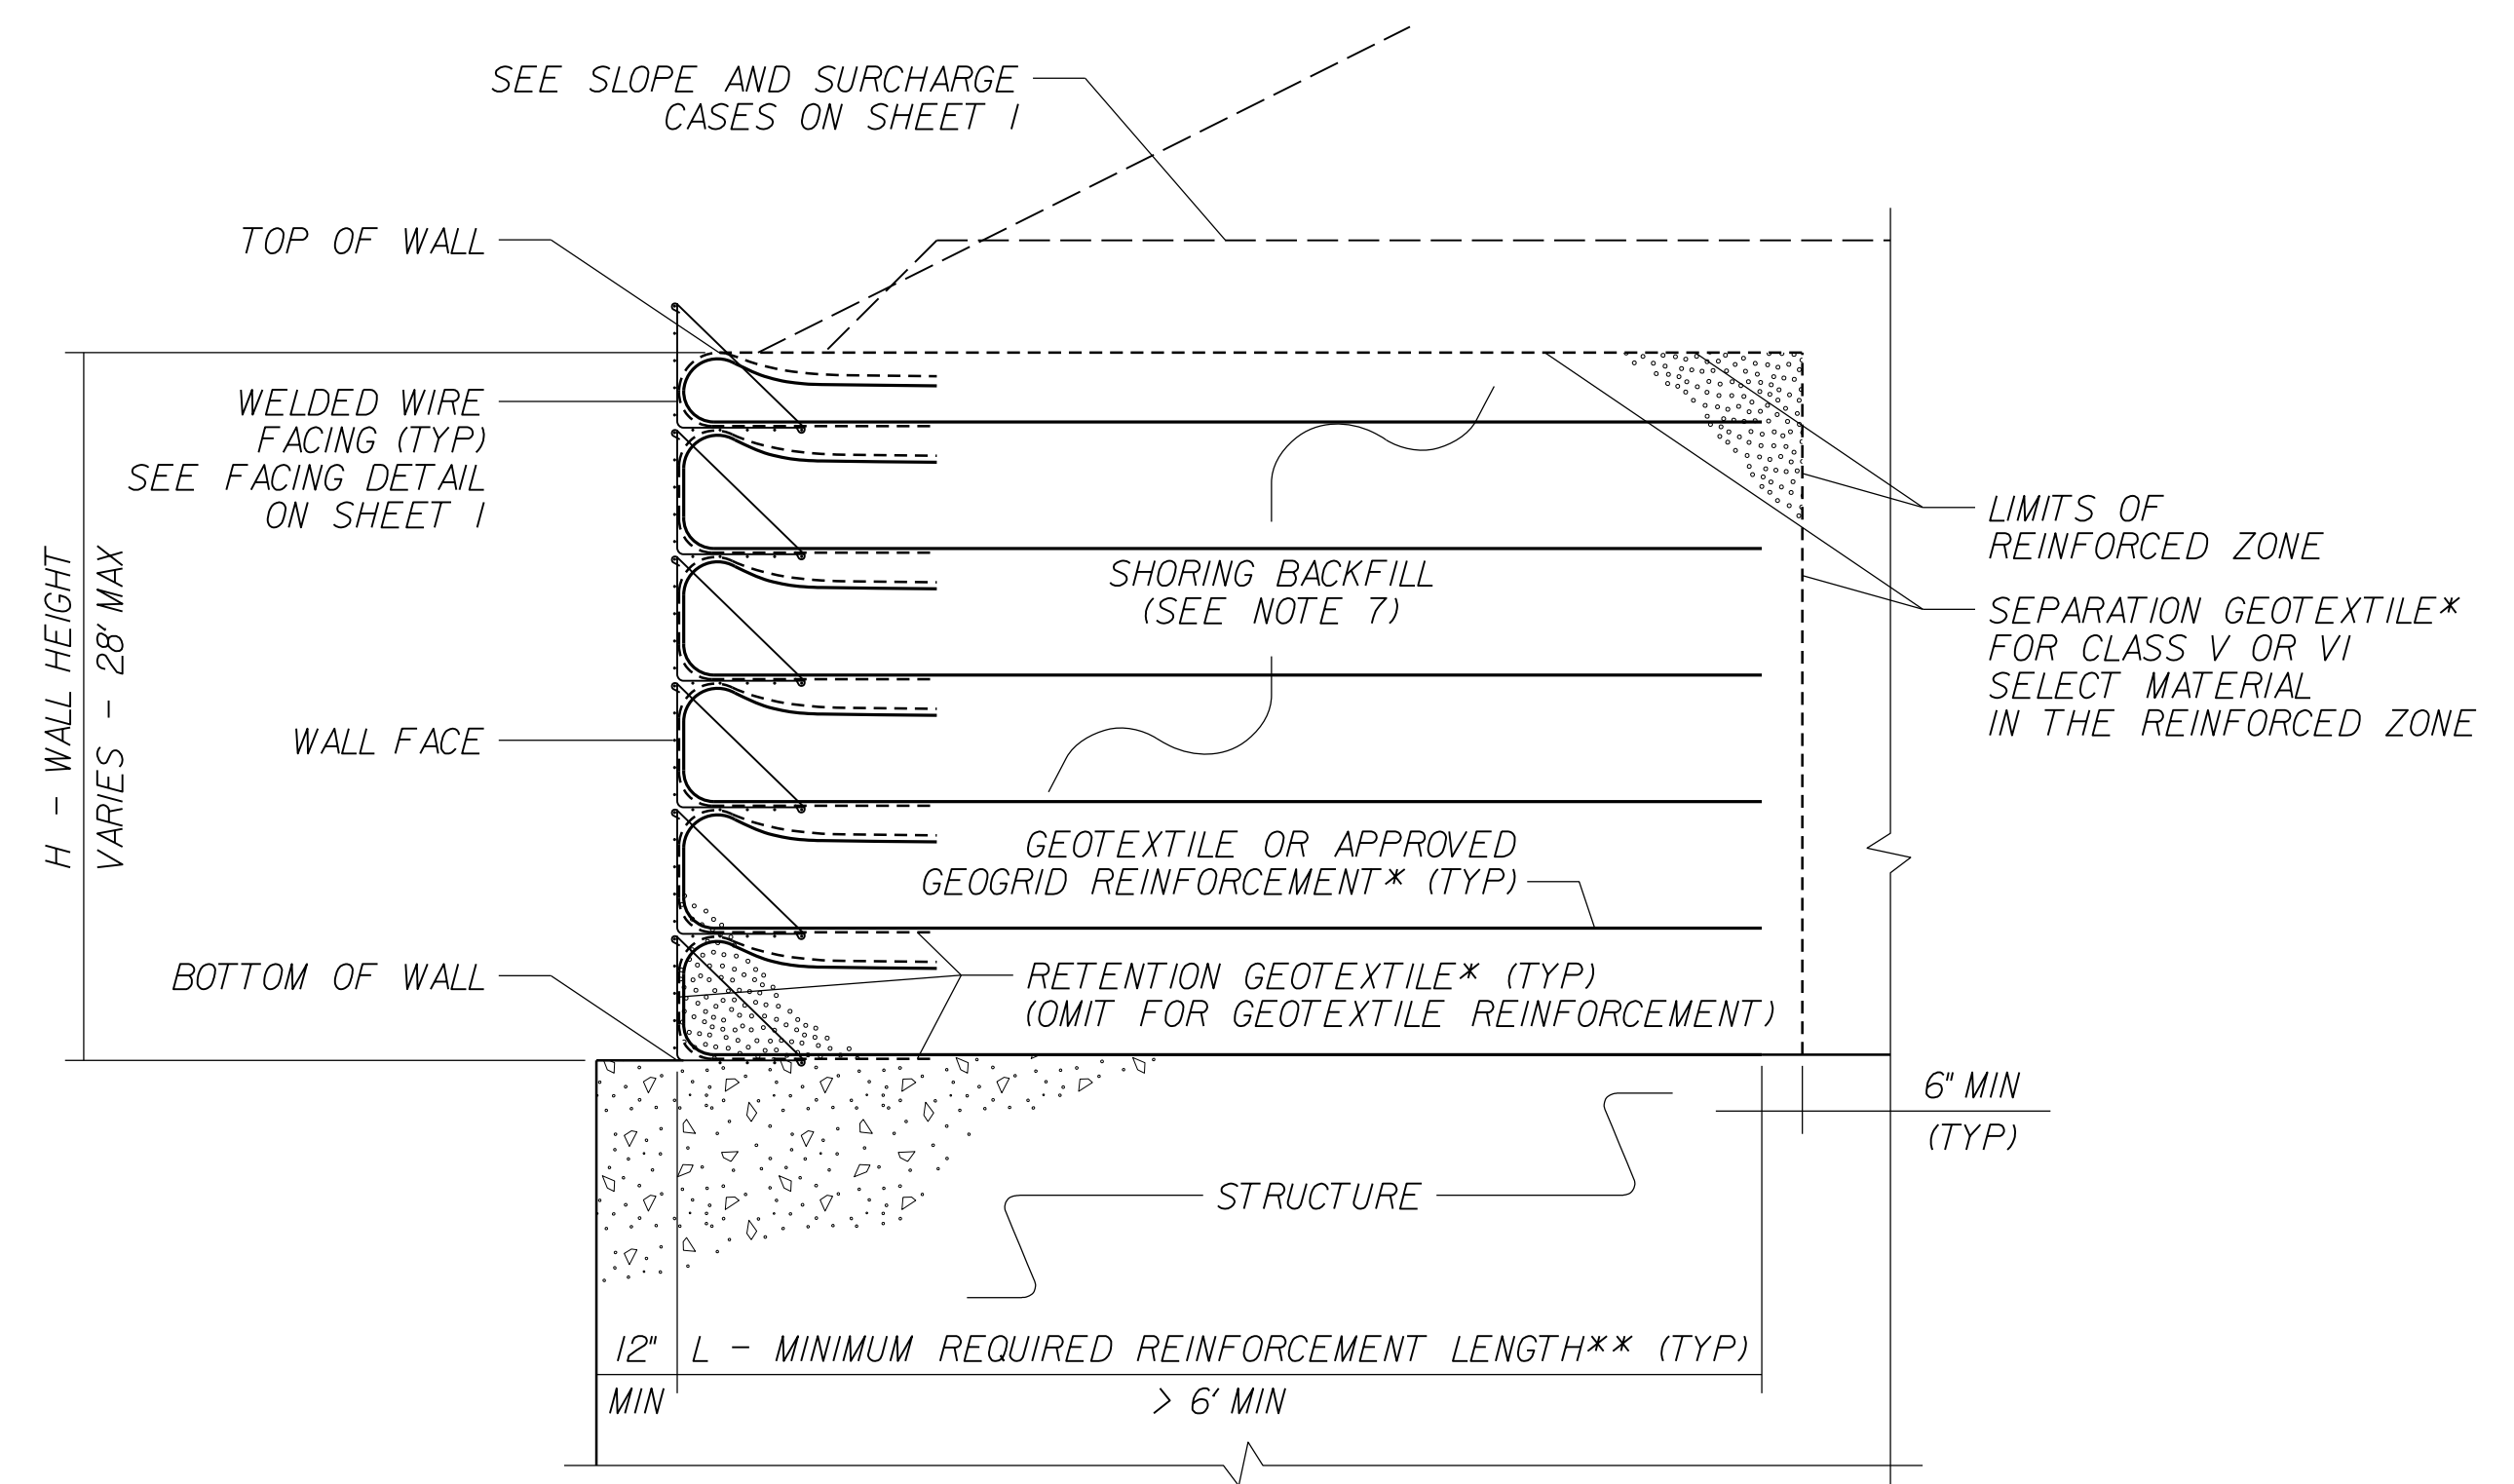 SEE SLOPE AND SURCHARGE
CASES ON SHEET 1
TOP OF WALL
WELDED WIRE
FACING (TYP)
SEE FACING DETAIL
ON SHEET 1
H - WALL HEIGHT
VARIES - 28' MAX
WALL FACE
BOTTOM OF WALL
SHORING BACKFILL
(SEE NOTE 7)
GEOTEXTILE OR APPROVED
GEOGRID REINFORCEMENT* (TYP)
RETENTION GEOTEXTILE* (TYP)
(OMIT FOR GEOTEXTILE REINFORCEMENT)
LIMITS OF
REINFORCED ZONE
SEPARATION GEOTEXTILE*
FOR CLASS V OR VI
SELECT MATERIAL
IN THE REINFORCED ZONE
6" MIN
(TYP)
STRUCTURE
12"
MIN
L - MINIMUM REQUIRED REINFORCEMENT LENGTH** (TYP)
> 6' MIN